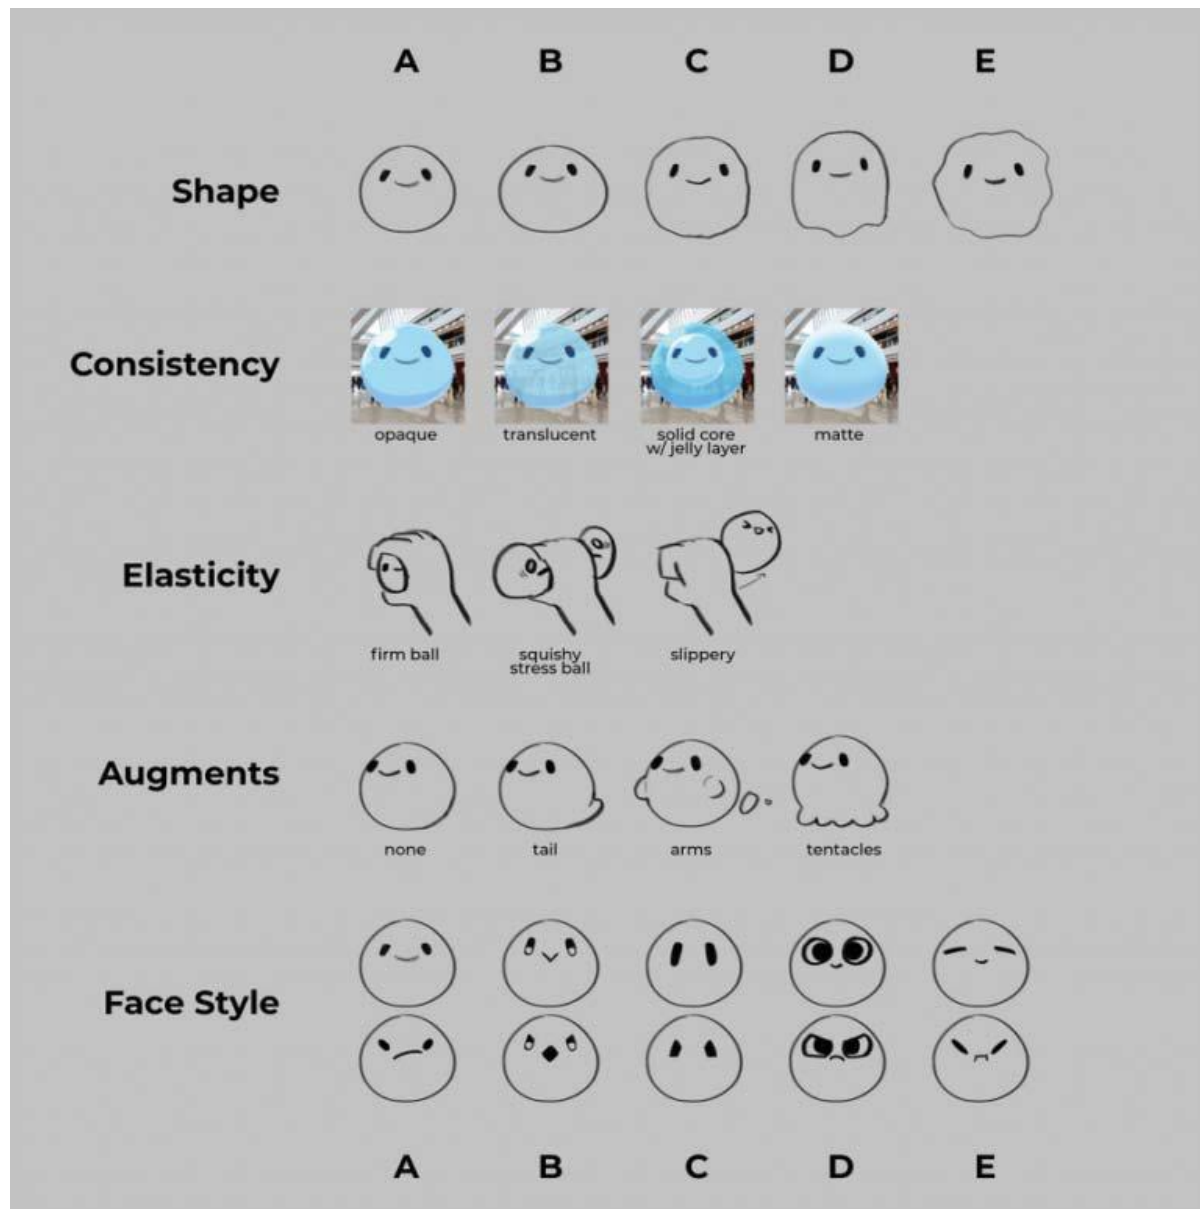 A B C D E
Shape
Consistency
opaque translucent solid core matte
w/ jelly layer
Elasticity
firm ball squishy slippery
stress ball
Augments
none tail arms tentacles
Face Style
A B C D E